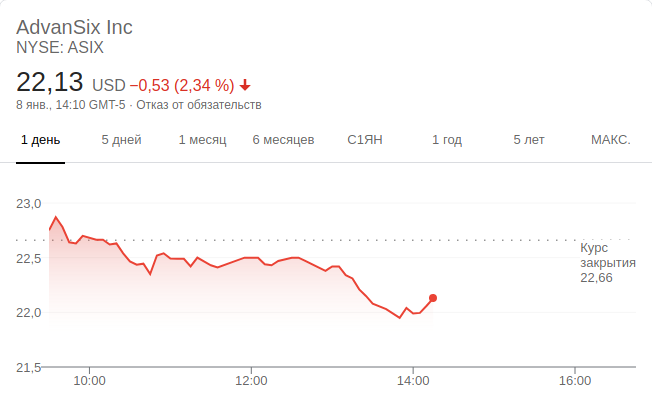 AdvanSix Inc
NYSE: ASIX
22,13 USD −0,53 (2,34 %)
8 янв., 14:10 GMT-5 · Отказ от обязательств
1 день 5 дней 1 месяц 6 месяцев С1ЯН 1 год 5 лет МАКС.
23,0
Курс
закрытия
22,66
22,5
22,0
21,5
10:00 12:00 14:00 16:00